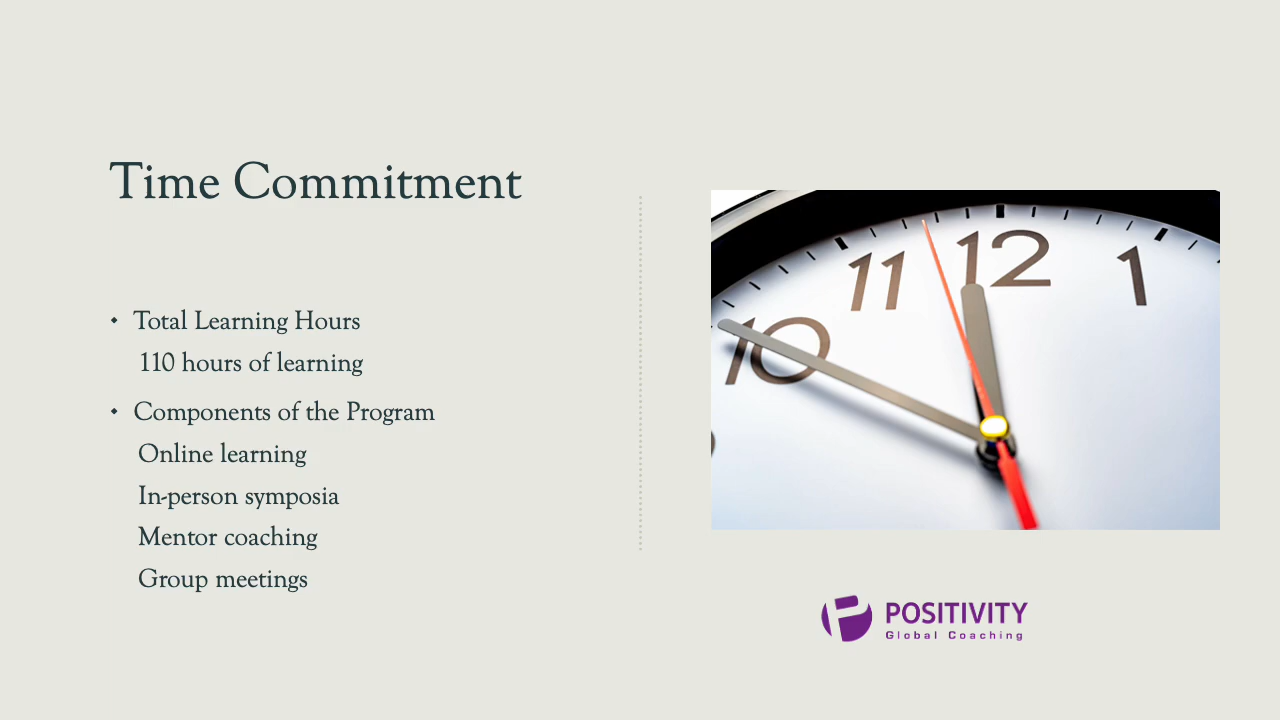 Time Commitment
• Total Learning Hours
110 hours of learning
• Components of the Program
Online learning
In-person symposia
Mentor coaching
Group meetings
11
12
1
10
POSITIVITY
Global Coaching